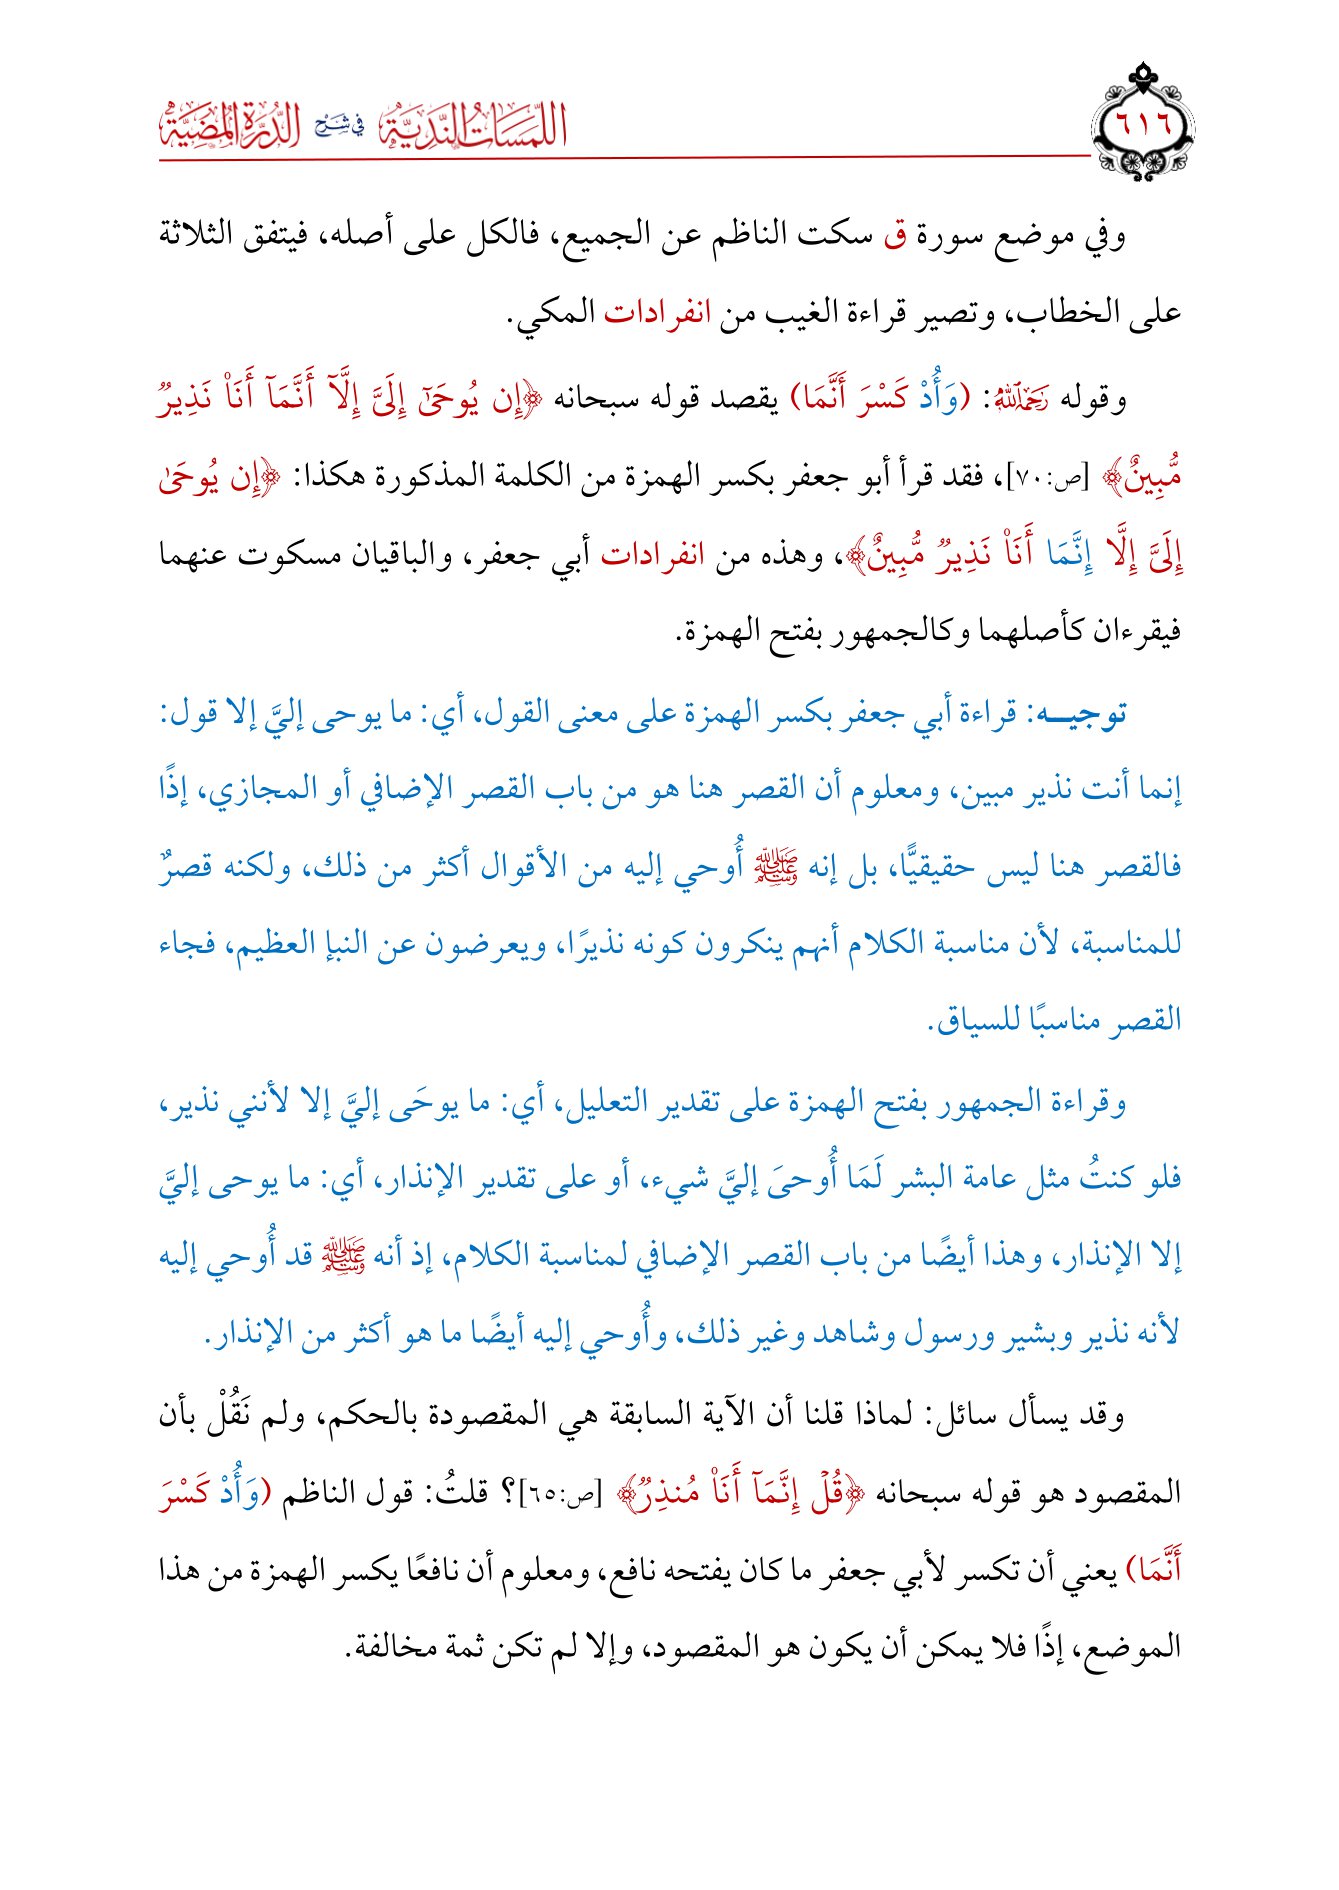 اللمسات الندية في شرح الدرة المضية
٦١٦
وفي موضع سورة ق سكت الناظم عن الجميع، فالكل على أصله، فيتفق الثلاثة
على الخطاب، وتصير قراءة الغيب من انفرادات المكي.
وقوله رحمه الله: (وَأُدْ كَسْرَ أَنَّمَا) يقصد قوله سبحانه ﴿إِن يُوحَىٰٓ إِلَيَّ إِلَّآ أَنَّمَآ أَنَا۠ نَذِيرٞ
مُّبِينٌ﴾ [ص:٧٠]، فقد قرأ أبو جعفر بكسر الهمزة من الكلمة المذكورة هكذا: ﴿إِن يُوحَىٰ
إِلَيَّ إِلَّا إِنَّمَا أَنَا۠ نَذِيرٞ مُّبِينٌ﴾، وهذه من انفرادات أبي جعفر، والباقيان مسكوت عنهما
فيقرءان كأصلهما وكالجمهور بفتح الهمزة.
توجيـــه: قراءة أبي جعفر بكسر الهمزة على معنى القول، أي: ما يوحى إليَّ إلا قول:
إنما أنت نذير مبين، ومعلوم أن القصر هنا هو من باب القصر الإضافي أو المجازي، إذًا
فالقصر هنا ليس حقيقيًّا، بل إنه ﷺ أُوحي إليه من الأقوال أكثر من ذلك، ولكنه قصرٌ
للمناسبة، لأن مناسبة الكلام أنهم ينكرون كونه نذيرًا، ويعرضون عن النبإ العظيم، فجاء
القصر مناسبًا للسياق.
وقراءة الجمهور بفتح الهمزة على تقدير التعليل، أي: ما يوحَى إليَّ إلا لأنني نذير،
فلو كنتُ مثل عامة البشر لَمَا أُوحىَ إليَّ شيء، أو على تقدير الإنذار، أي: ما يوحى إليَّ
إلا الإنذار، وهذا أيضًا من باب القصر الإضافي لمناسبة الكلام، إذ أنه ﷺ قد أُوحي إليه
لأنه نذير وبشير ورسول وشاهد وغير ذلك، وأُوحي إليه أيضًا ما هو أكثر من الإنذار.
وقد يسأل سائل: لماذا قلنا أن الآية السابقة هي المقصودة بالحكم، ولم نَقُلْ بأن
المقصود هو قوله سبحانه ﴿قُلۡ إِنَّمَآ أَنَا۠ مُنذِرٞ﴾ [ص:٦٥]؟ قلتُ: قول الناظم (وَأُدْ كَسْرَ
أَنَّمَا) يعني أن تكسر لأبي جعفر ما كان يفتحه نافع، ومعلوم أن نافعًا يكسر الهمزة من هذا
الموضع، إذًا فلا يمكن أن يكون هو المقصود، وإلا لم تكن ثمة مخالفة.